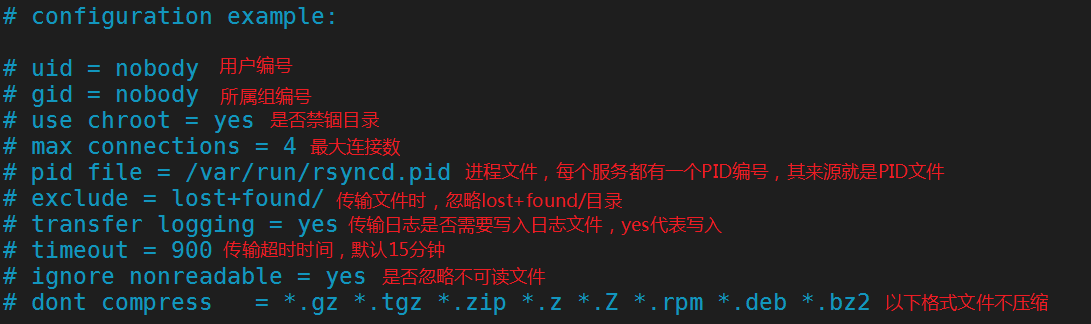 # configuration example:
# uid = nobody 用户编号
# gid = nobody 所属组编号
# use chroot = yes 是否禁锢目录
# max connections = 4 最大连接数
# pid file = /var/run/rsyncd.pid 进程文件，每个服务都有一个PID编号，其来源就是PID文件
# exclude = lost+found/ 传输文件时，忽略lost+found/目录
# transfer logging = yes 传输日志是否需要写入日志文件，yes代表写入
# timeout = 900 传输超时时间，默认15分钟
# ignore nonreadable = yes 是否忽略不可读文件
# dont compress   = *.gz *.tgz *.zip *.z *.Z *.rpm *.deb *.bz2 以下格式文件不压缩